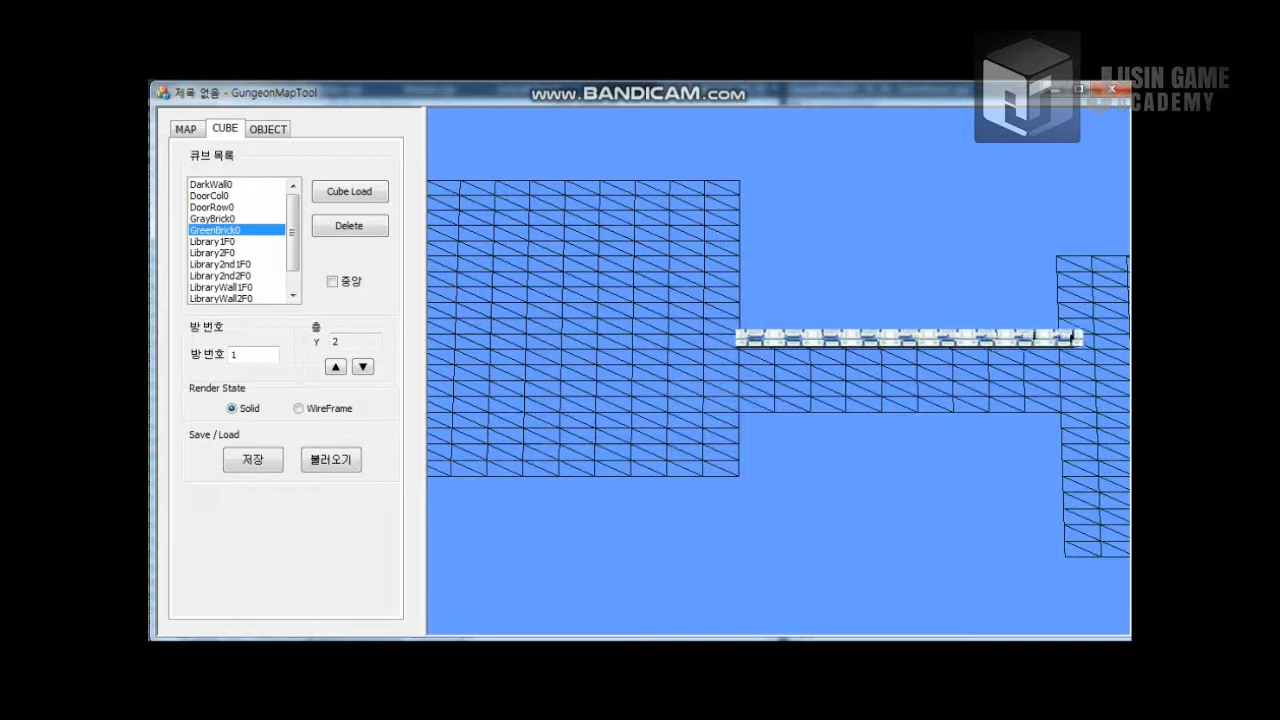 제목 없음 - GungeonMapTool
www.BANDICAM.com
JUSIN GAME
ACADEMY
MAP
CUBE
OBJECT
큐브 목록
DarkWall0
DoorCol0
DoorRow0
GrayBrick0
GreenBrick0
Library1F0
Library2F0
Library2nd1F0
Library2nd2F0
LibraryWall1F0
LibraryWall2F0
Cube Load
Delete
중앙
방 번호
방 번호 1
층
Y 2
Render State
Solid
WireFrame
Save / Load
저장
불러오기